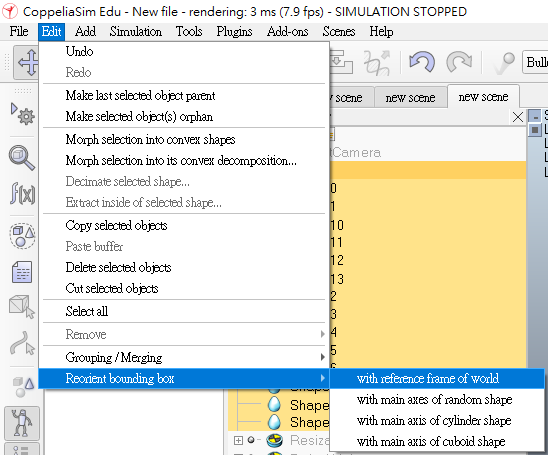 CoppeliaSim Edu - New file - rendering: 3 ms (7.9 fps) - SIMULATION STOPPED
File Edit Add Simulation Tools Plugins Add-ons Scenes Help
Undo
Redo
Make last selected object parent
Make selected object(s) orphan
Morph selection into convex shapes
Morph selection into its convex decomposition...
Decimate selected shape...
Extract inside of selected shape...
Copy selected objects
Paste buffer
Delete selected objects
Cut selected objects
Select all
Remove
Grouping / Merging
Reorient bounding box
with reference frame of world
with main axes of random shape
with main axis of cylinder shape
with main axis of cuboid shape
Bull
scene new scene new scene
Camera
0
1
10
11
12
13
2
3
4
5
Shape
Shape
Shape
Resiza
f(x)